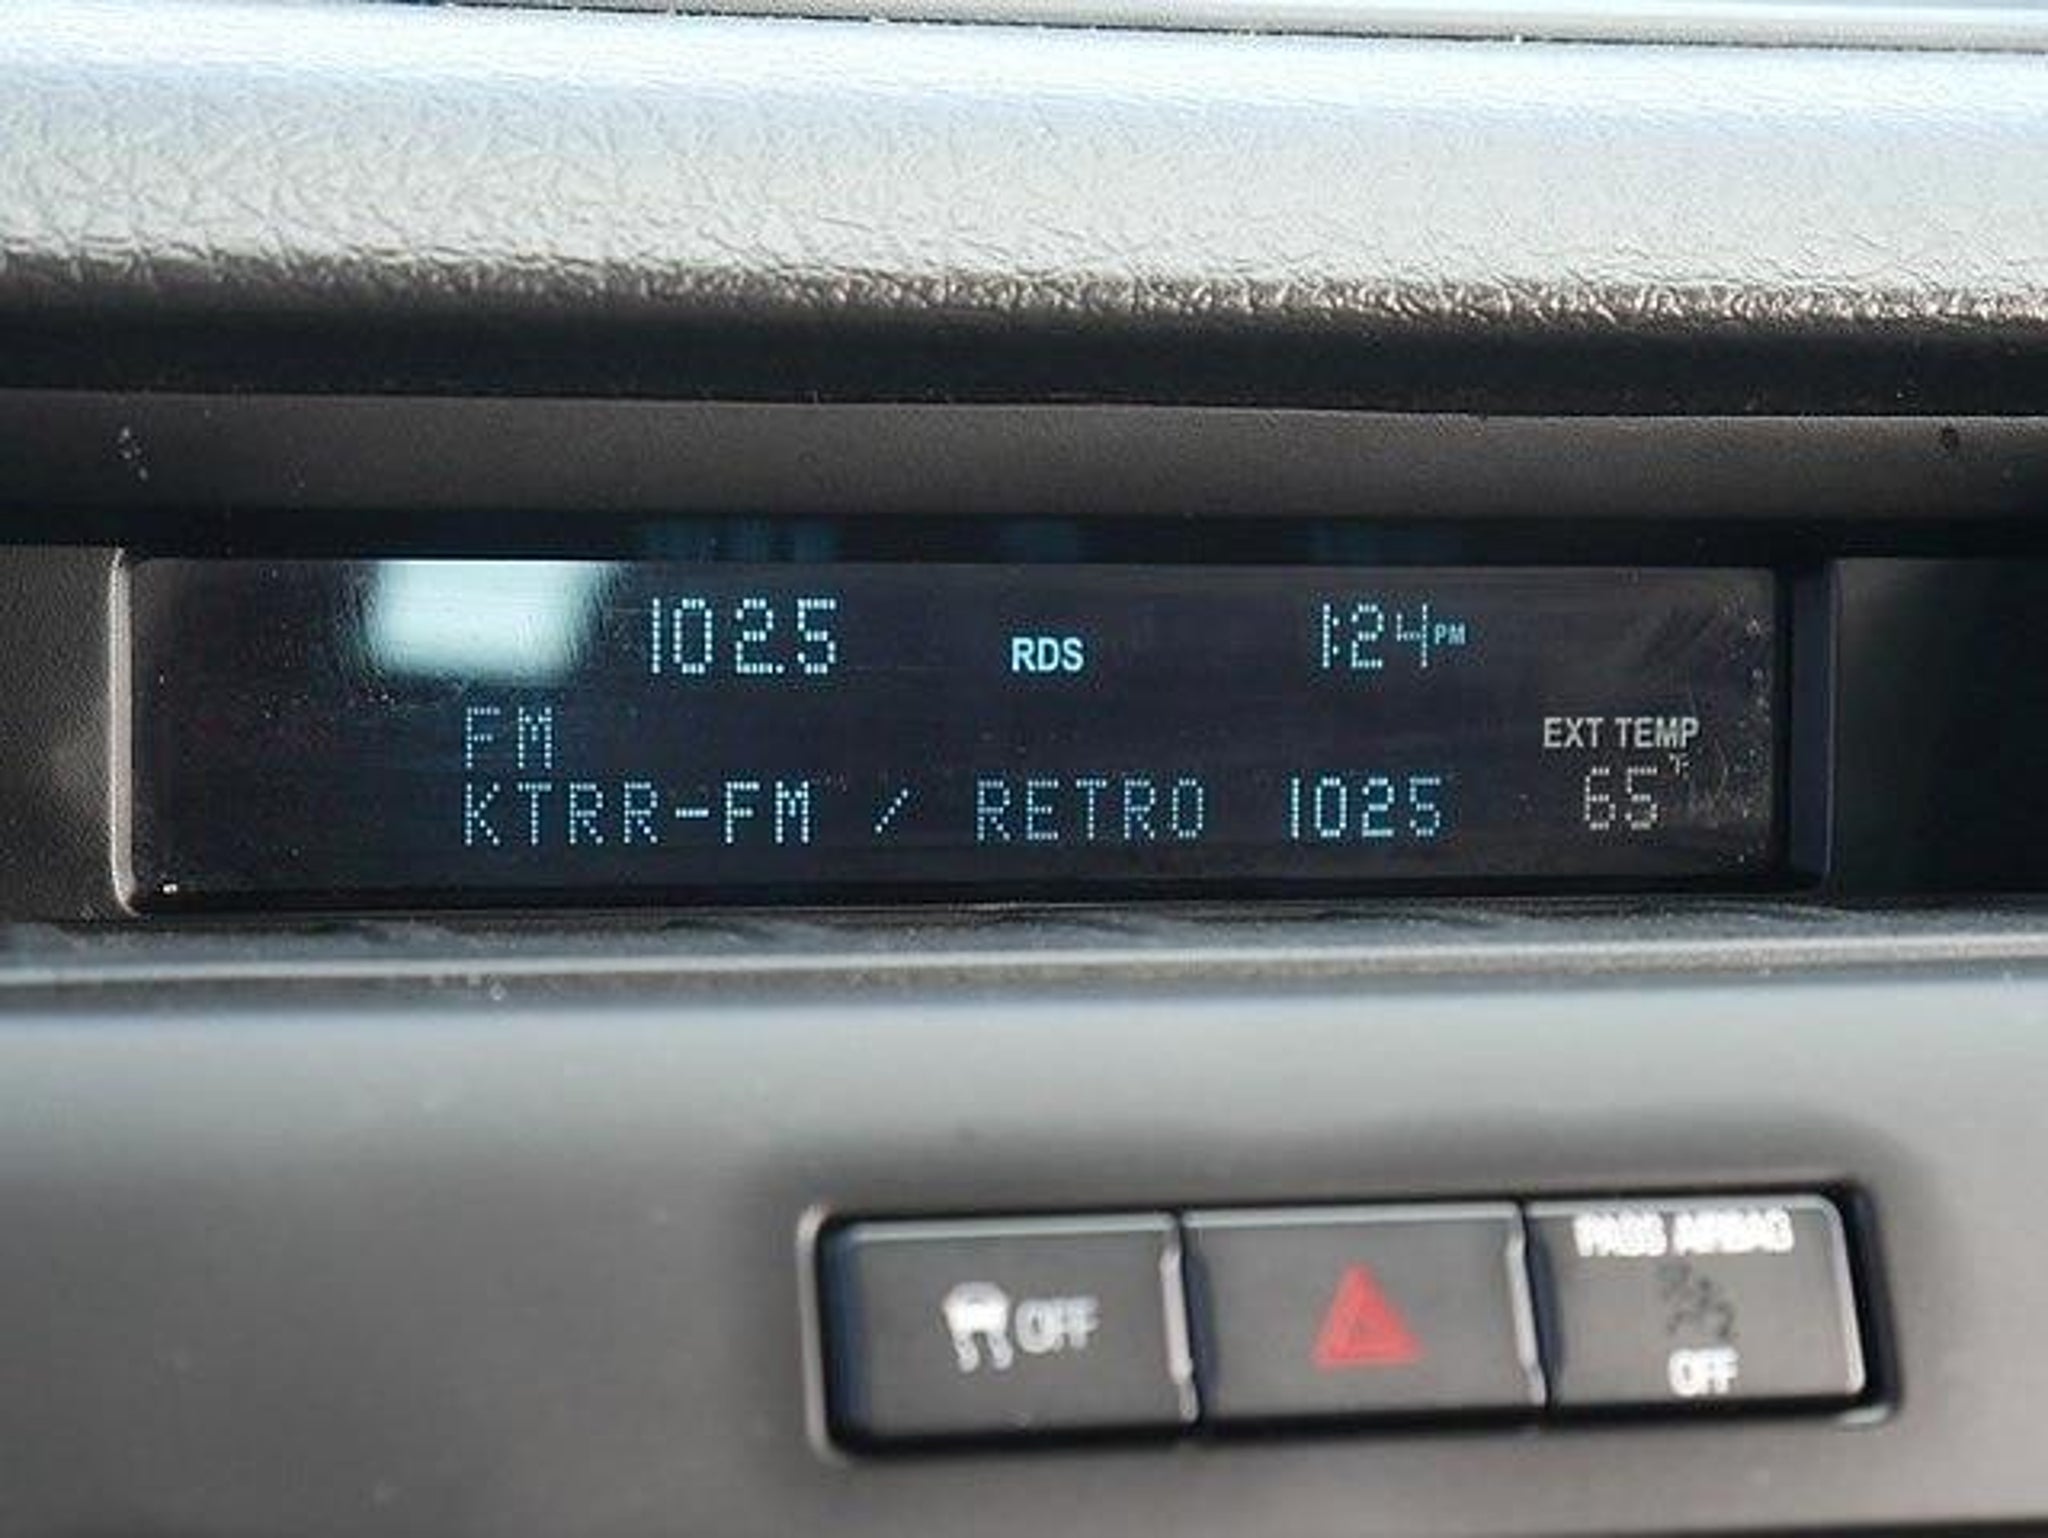 102.5 RDS 1:24 PM
FM
EXT TEMP
KTRR-FM / RETRO 1025 65 °F
OFF
PASS AIRBAG
OFF